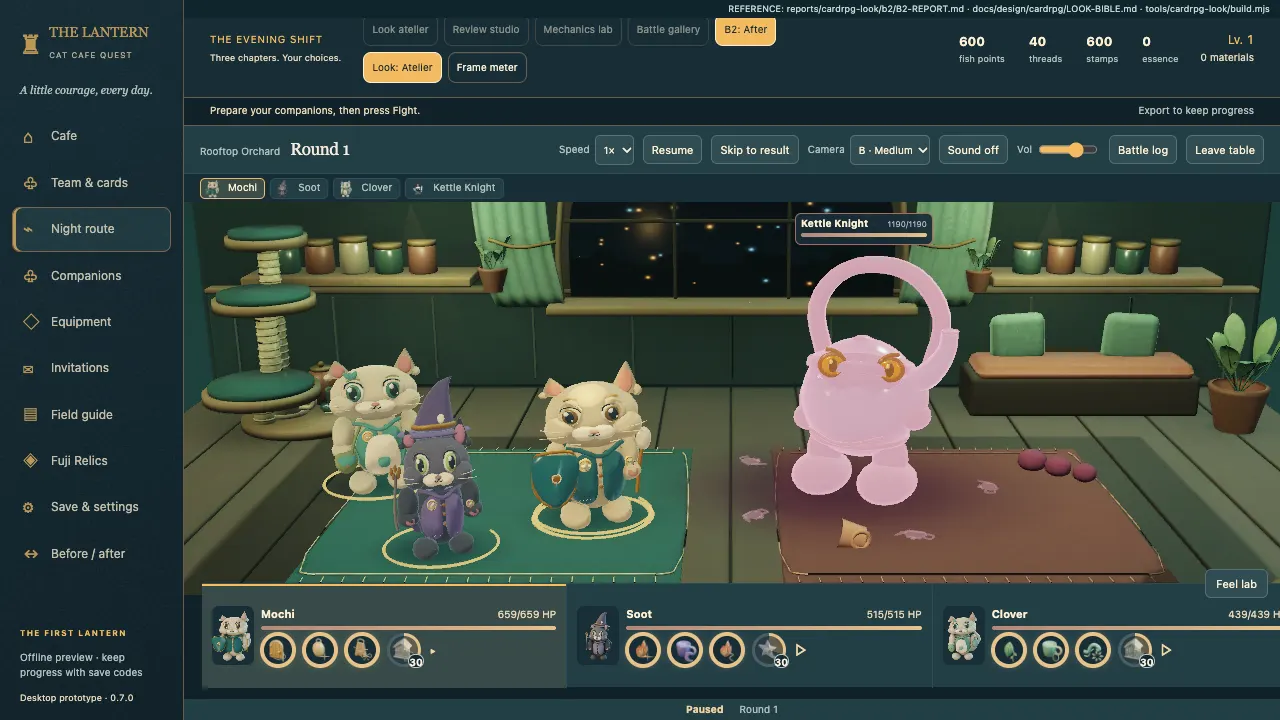 REFERENCE: reports/cardrpg-look/b2/B2-REPORT.md · docs/design/cardrpg/LOOK-BIBLE.md · tools/cardrpg-look/build.mjs
THE LANTERN
CAT CAFE QUEST
A little courage, every day.
Cafe
Team & cards
Night route
Companions
Equipment
Invitations
Field guide
Fuji Relics
Save & settings
Before / after
THE FIRST LANTERN
Offline preview · keep
progress with save codes
Desktop prototype · 0.7.0
THE EVENING SHIFT
Three chapters. Your choices.
Look atelier
Review studio
Mechanics lab
Battle gallery
B2: After
Look: Atelier
Frame meter
600
fish points
40
threads
600
stamps
0
essence
Lv. 1
0 materials
Prepare your companions, then press Fight.
Export to keep progress
Rooftop Orchard
Round 1
Speed
1x
Resume
Skip to result
Camera
B · Medium
Sound off
Vol
Battle log
Leave table
Mochi
Soot
Clover
Kettle Knight
Kettle Knight
1190/1190
Feel lab
Mochi
659/659 HP
30
Soot
515/515 HP
30
Clover
439/439 H
30
Paused
Round 1